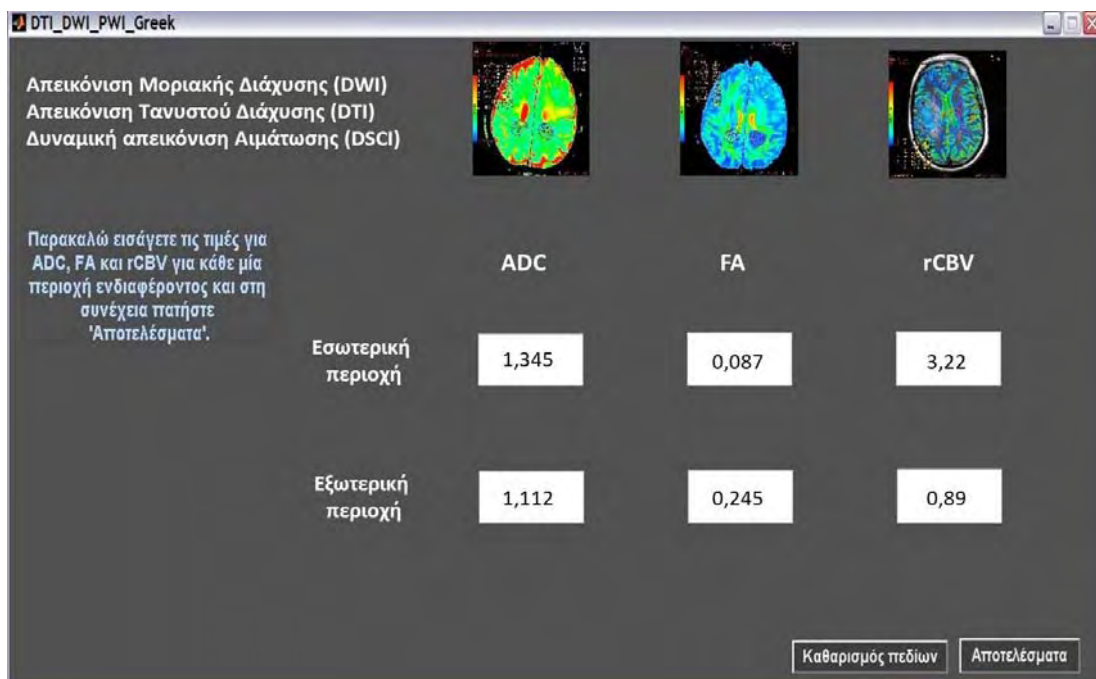 DTI_DWI_PWI_Greek
Απεικόνιση Μοριακής Διάχυσης (DWI)
Απεικόνιση Τανυστού Διάχυσης (DTI)
Δυναμική απεικόνιση Αιμάτωσης (DSCI)
Παρακαλώ εισάγετε τις τιμές για
ADC, FA και rCBV για κάθε μία
περιοχή ενδιαφέροντος και στη
συνέχεια πατήστε
'Αποτελέσματα'.
ADC FA rCBV
Εσωτερική
περιοχή
1,345 0,087 3,22
Εξωτερική
περιοχή
1,112 0,245 0,89
Καθαρισμός πεδίων Αποτελέσματα